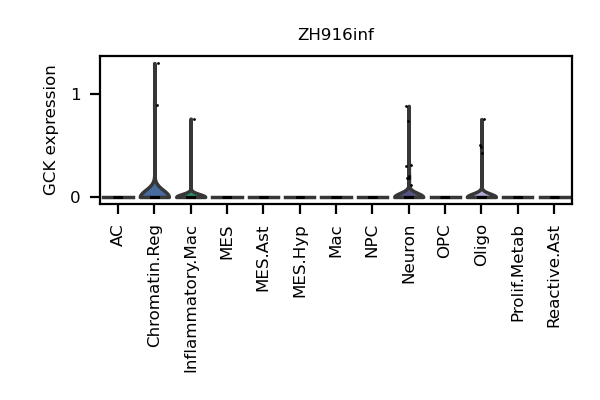 ZH916inf
GCK expression
1
0
AC
Chromatin.Reg
Inflammatory.Mac
MES
MES.Ast
MES.Hyp
Mac
NPC
Neuron
OPC
Oligo
Prolif.Metab
Reactive.Ast